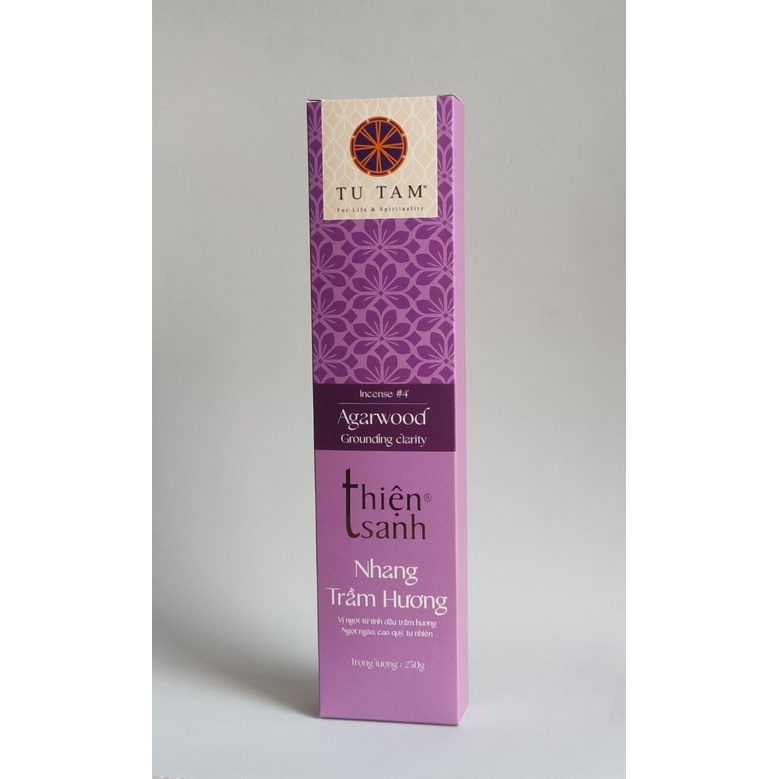 TU TAM®
For Life & Spirituality
Incense #4
Agarwood
Grounding clarity
thiện®
sanh
Nhang
Trầm Hương
Vị ngọt từ tinh dầu trầm hương
Ngọt ngào, cao quý, tự nhiên
Trọng lượng : 250g